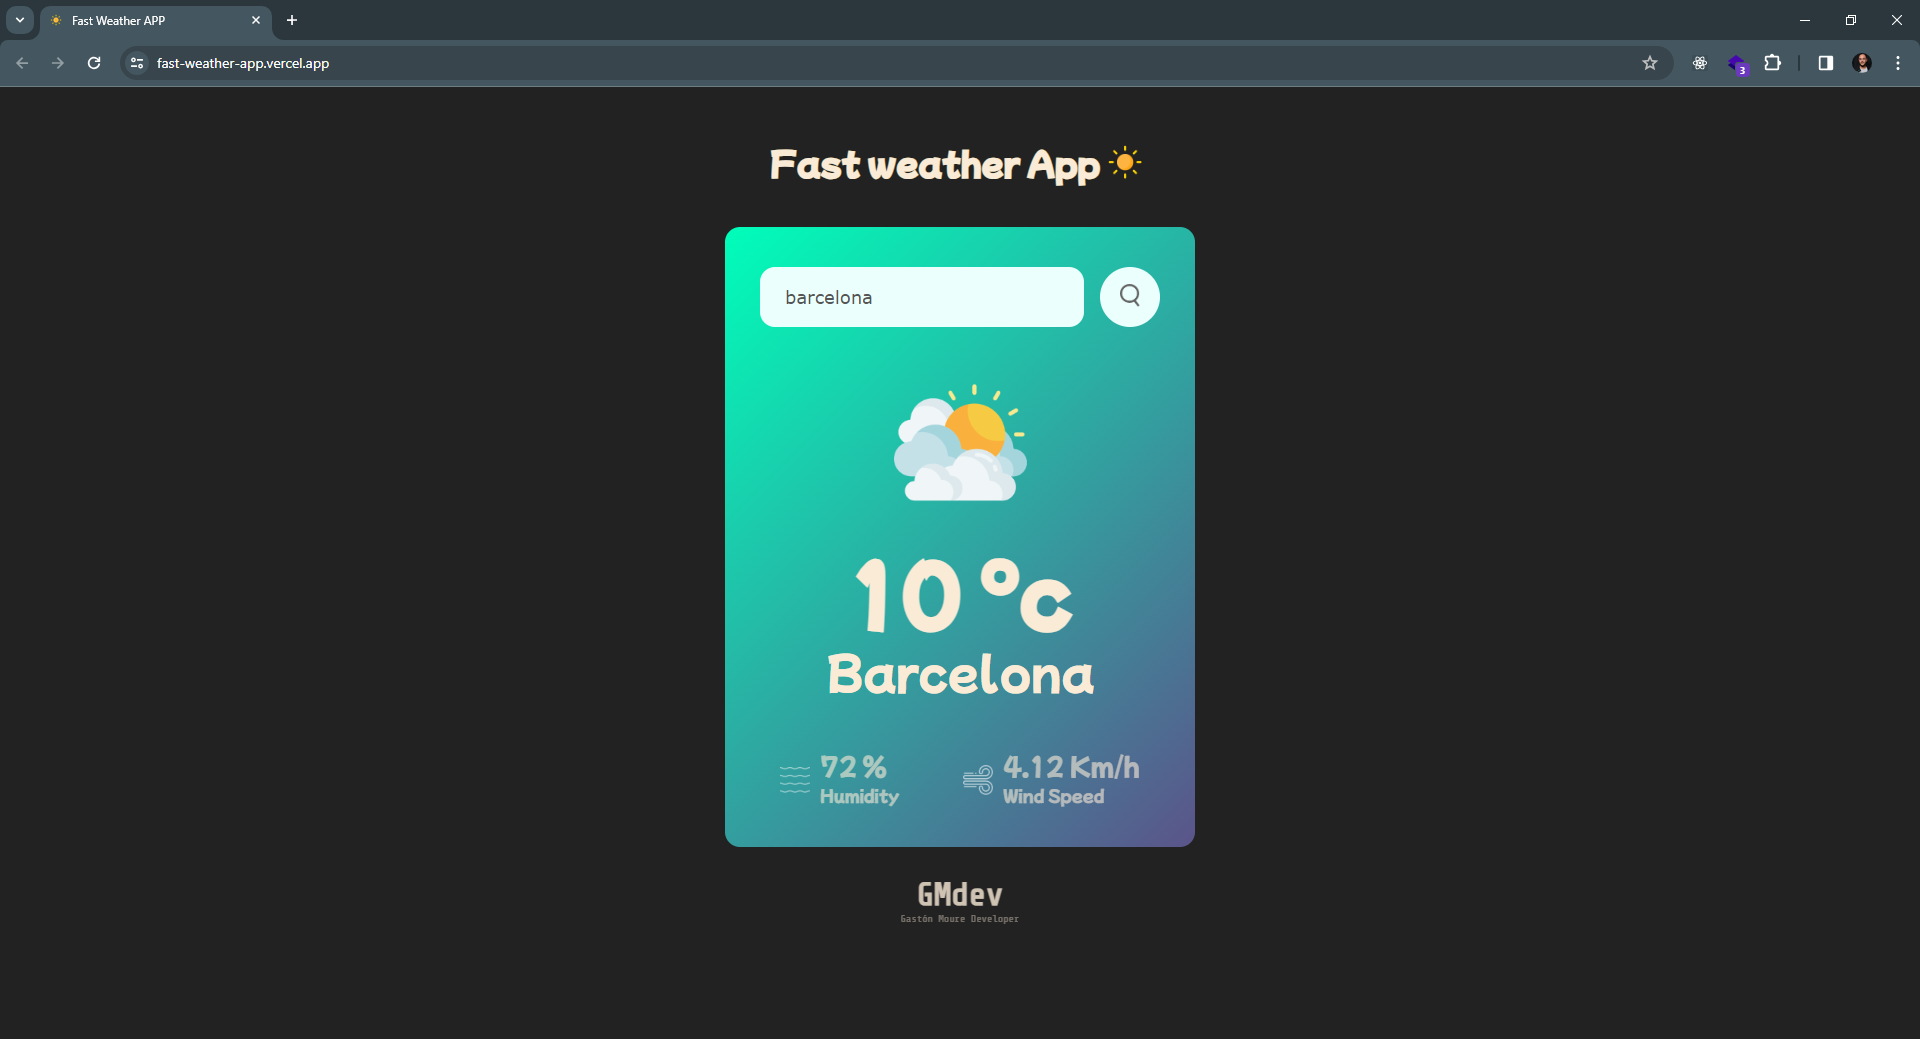 Fast Weather APP
fast-weather-app.vercel.app
3
Fast weather App
barcelona
10 °c
Barcelona
72 %
Humidity
4.12 Km/h
Wind Speed
GMdev
Gastón Moure Developer